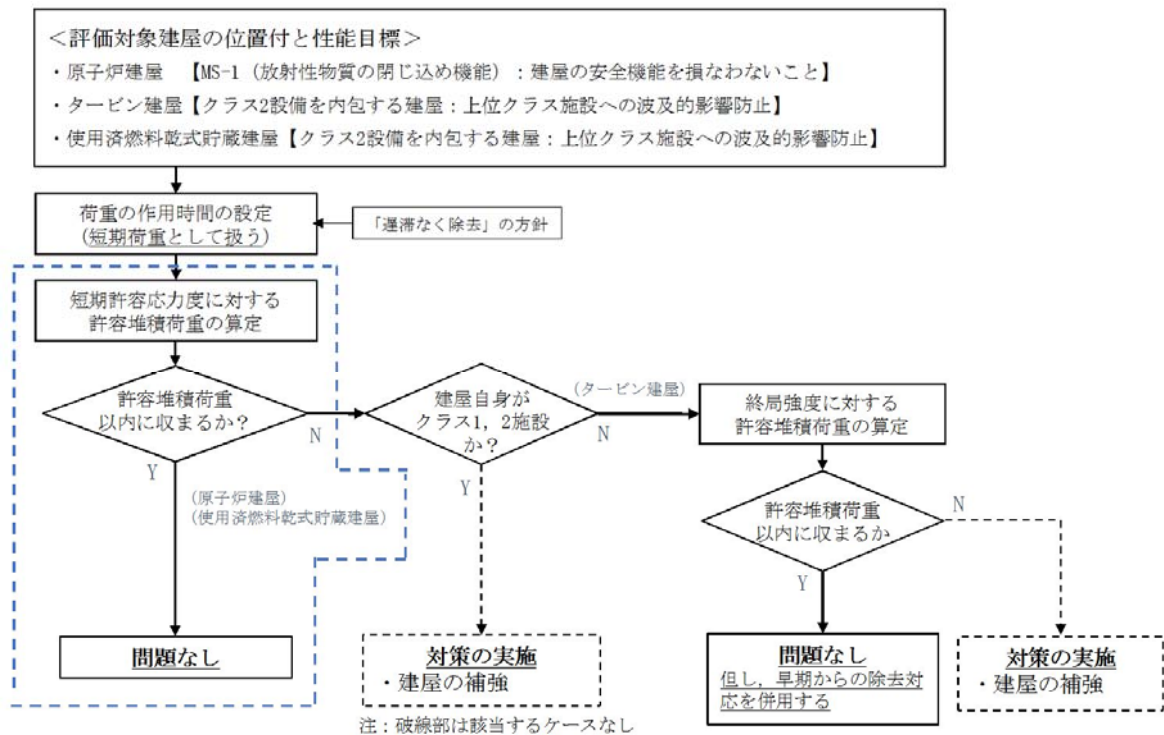 ＜評価対象建屋の位置付と性能目標＞
・原子炉建屋　【MS-1（放射性物質の閉じ込め機能）：建屋の安全機能を損なわないこと】
・タービン建屋【クラス2設備を内包する建屋：上位クラス施設への波及的影響防止】
・使用済燃料乾式貯蔵建屋【クラス2設備を内包する建屋：上位クラス施設への波及的影響防止】
荷重の作用時間の設定
(短期荷重として扱う)
「遅滞なく除去」の方針
短期許容応力度に対する
許容堆積荷重の算定
許容堆積荷重
以内に収まるか？
N
Y
(原子炉建屋)
(使用済燃料乾式貯蔵建屋)
問題なし
建屋自身が
クラス1，2施設
か？
(タービン建屋)
N
Y
対策の実施
・建屋の補強
終局強度に対する
許容堆積荷重の算定
許容堆積荷重
以内に収まるか
N
Y
問題なし
但し，早期からの除去対
応を併用する
対策の実施
・建屋の補強
注：破線部は該当するケースなし